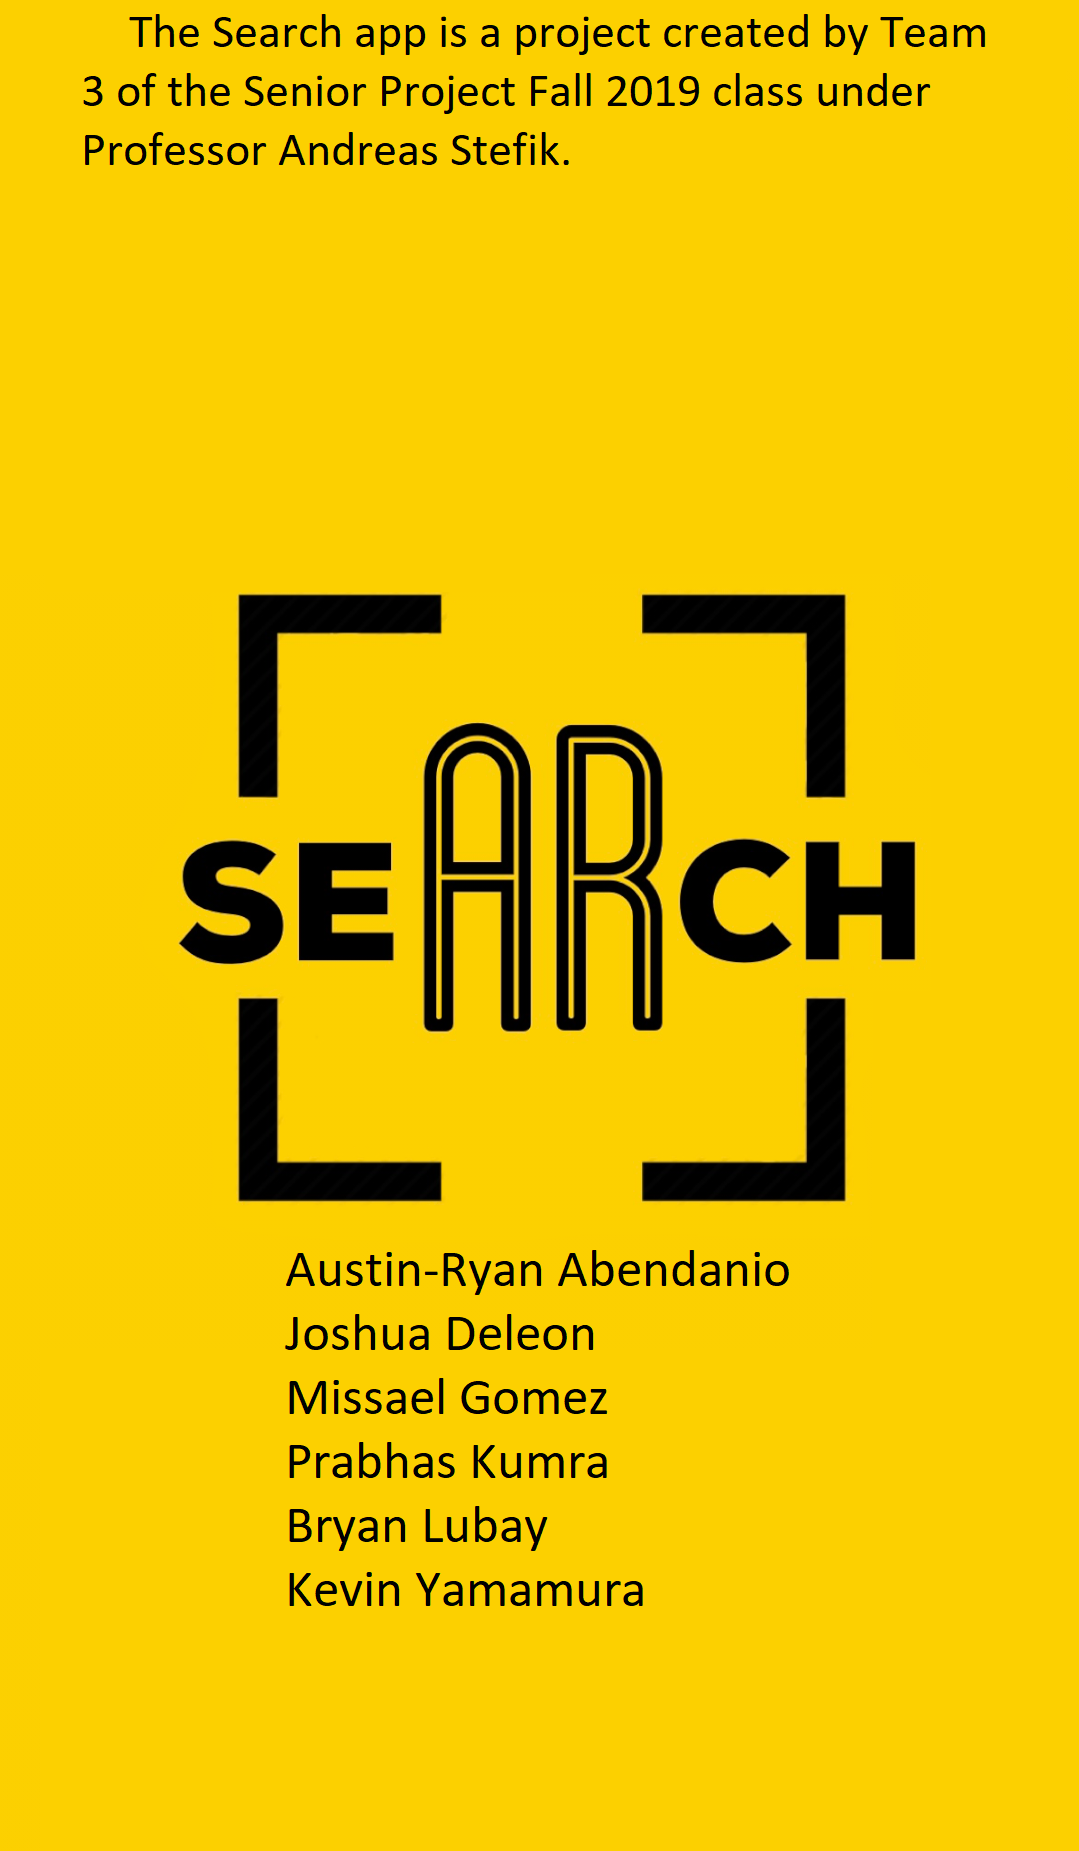 The Search app is a project created by Team
3 of the Senior Project Fall 2019 class under
Professor Andreas Stefik.
SEARCH
Austin-Ryan Abendanio
Joshua Deleon
Missael Gomez
Prabhas Kumra
Bryan Lubay
Kevin Yamamura